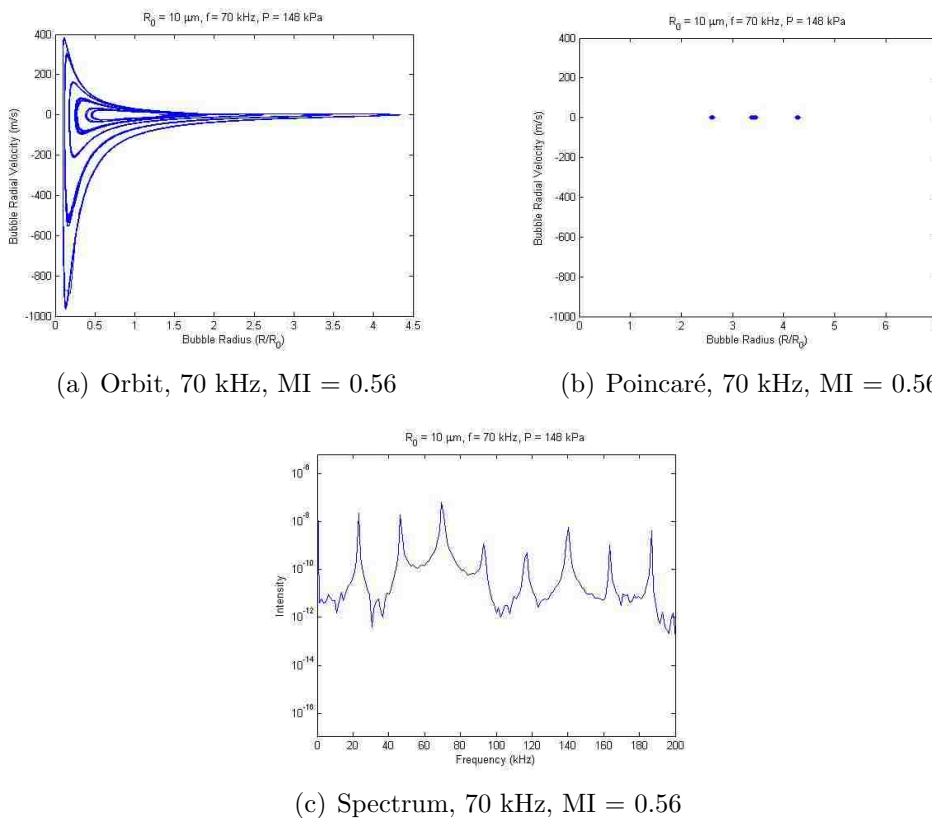 R0 = 10 μm, f = 70 kHz, P = 148 kPa
400
200
0
-200
-400
-600
-800
-1000
Bubble Radial Velocity (m/s)
0 0.5 1 1.5 2 2.5 3 3.5 4 4.5
Bubble Radius (R/R0)
(a) Orbit, 70 kHz, MI = 0.56
R0 = 10 μm, f = 70 kHz, P = 148 kPa
400
200
0
-200
-400
-600
-800
-1000
Bubble Radial Velocity (m/s)
0 1 2 3 4 5 6 7
Bubble Radius (R/R0)
(b) Poincaré, 70 kHz, MI = 0.56
R0 = 10 μm, f = 70 kHz, P = 148 kPa
10-6
10-8
10-10
10-12
10-14
10-16
Intensity
0 20 40 60 80 100 120 140 160 180 200
Frequency (kHz)
(c) Spectrum, 70 kHz, MI = 0.56